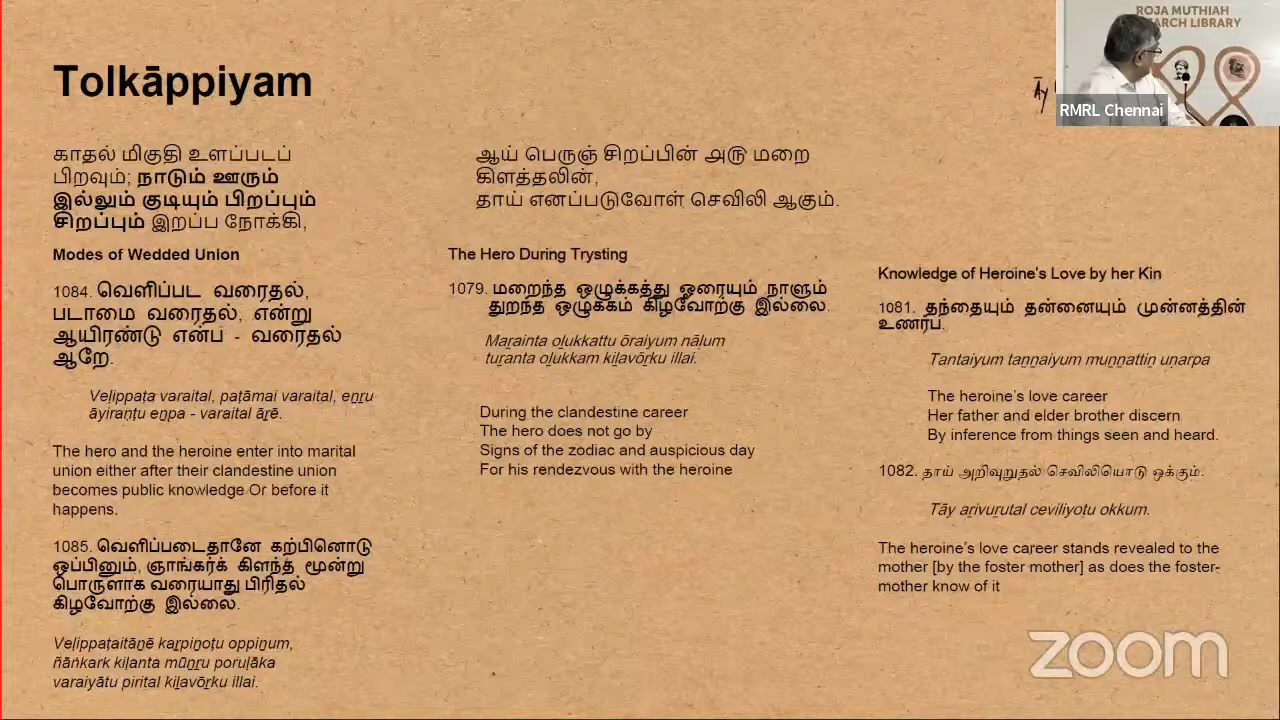 Tolkāppiyam
காதல் மிகுதி உளப்படப்
பிறவும்; நாடும் ஊரும்
இல்லும் குடியும் பிறப்பும்
சிறப்பும் இறப்ப நோக்கி,
Modes of Wedded Union
1084. வெளிப்பட வரைதல்,
படாமை வரைதல், என்று
ஆயிரண்டு என்ப - வரைதல்
ஆறே.
Veḷippaṭa varaital, paṭāmai varaital, eṉṟu
āyiraṇṭu eṉpa - varaital āṟē.
The hero and the heroine enter into marital
union either after their clandestine union
becomes public knowledge Or before it
happens.
1085. வெளிப்படைதானே கற்பினொடு
ஒப்பினும், ஞாங்கர்க் கிளந்த மூன்று
பொருளாக வரையாது பிரிதல்
கிழவோற்கு இல்லை.
Veḷippaṭaitāṉē kaṟpiṉoṭu oppiṉum,
ñāṅkark kiḷanta mūṉṟu poruḷāka
varaiyātu pirital kiḻavōṟku illai.
ஆய் பெருஞ் சிறப்பின் அரு மறை
கிளத்தலின்,
தாய் எனப்படுவோள் செவிலி ஆகும்.
The Hero During Trysting
1079. மறைந்த ஒழுக்கத்து ஓரையும் நாளும்
துறந்த ஒழுக்கம் கிழவோற்கு இல்லை.
Maṟainta oḻukkattu ōraiyum nāḷum
tuṟanta oḻukkam kiḻavōṟku illai.
During the clandestine career
The hero does not go by
Signs of the zodiac and auspicious day
For his rendezvous with the heroine
Knowledge of Heroine's Love by her Kin
1081. தந்தையும் தன்னையும் முன்னத்தின்
உணர்ப.
Tantaiyum taṉṉaiyum muṉṉattiṉ uṇarpa
The heroine's love career
Her father and elder brother discern
By inference from things seen and heard.
1082. தாய் அறிவுறுதல் செவிலியொடு ஒக்கும்.
Tāy aṟivuṟutal ceviliyoṭu okkum.
The heroine's love career stands revealed to the
mother [by the foster mother] as does the foster-
mother know of it
Āy
ROJA MUTHIAH
LIBRARY
RMRL Chennai
zoom